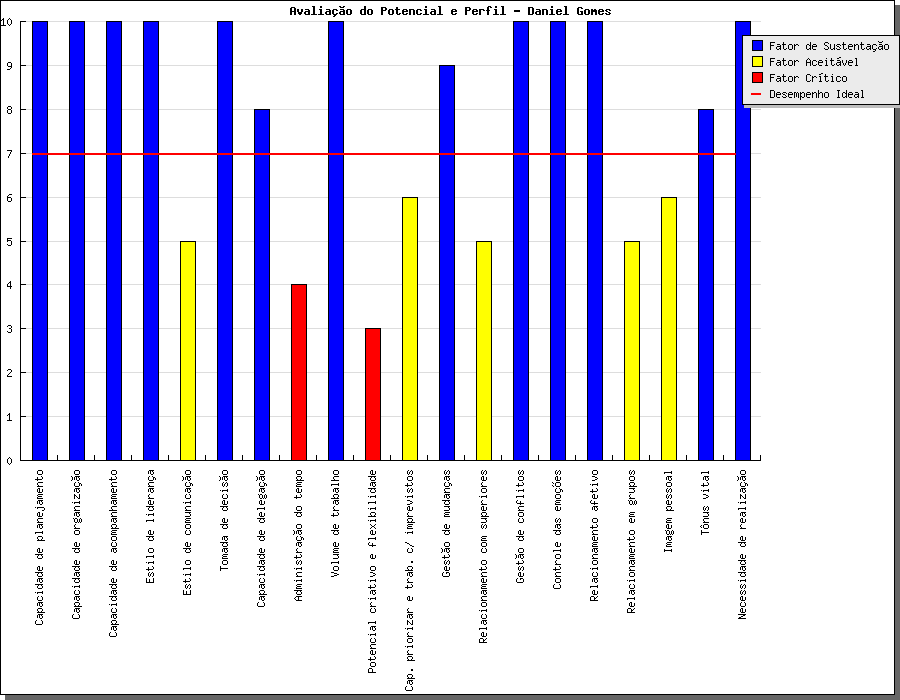 Avaliação do Potencial e Perfil - Daniel Gomes
Fator de Sustentação
Fator Aceitável
Fator Crítico
Desempenho Ideal
10
9
8
7
6
5
4
3
2
1
0
Capacidade de planejamento
Capacidade de organização
Capacidade de acompanhamento
Estilo de liderança
Estilo de comunicação
Tomada de decisão
Capacidade de delegação
Administração do tempo
Volume de trabalho
Potencial criativo e flexibilidade
Cap. priorizar e trab. c/ imprevistos
Gestão de mudanças
Relacionamento com superiores
Gestão de conflitos
Controle das emoções
Relacionamento afetivo
Relacionamento em grupos
Imagem pessoal
Tônus vital
Necessidade de realização